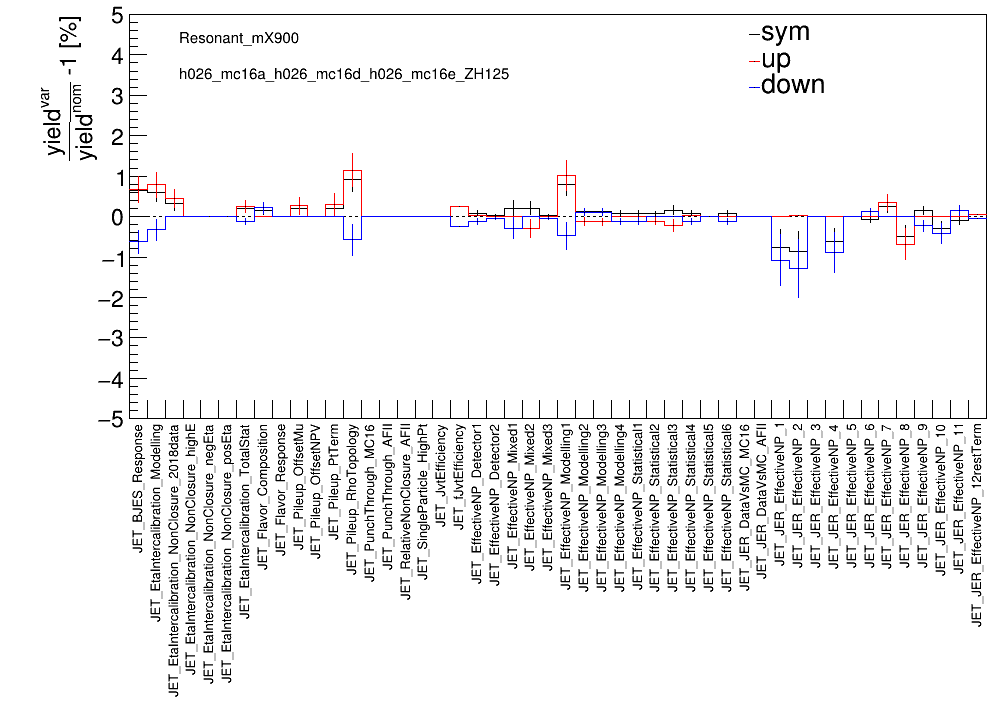 yield^var / yield^nom -1 [%]
5
4
3
2
1
0
−1
−2
−3
−4
−5
Resonant_mX900
h026_mc16a_h026_mc16d_h026_mc16e_ZH125
sym
up
down
JET_BJES_Response
JET_EtaIntercalibration_Modelling
JET_EtaIntercalibration_NonClosure_2018data
JET_EtaIntercalibration_NonClosure_highE
JET_EtaIntercalibration_NonClosure_negEta
JET_EtaIntercalibration_NonClosure_posEta
JET_EtaIntercalibration_TotalStat
JET_Flavor_Composition
JET_Flavor_Response
JET_Pileup_OffsetMu
JET_Pileup_OffsetNPV
JET_Pileup_PtTerm
JET_Pileup_RhoTopology
JET_PunchThrough_MC16
JET_PunchThrough_AFII
JET_RelativeNonClosure_AFII
JET_SingleParticle_HighPt
JET_JvtEfficiency
JET_fJvtEfficiency
JET_EffectiveNP_Detector1
JET_EffectiveNP_Detector2
JET_EffectiveNP_Mixed1
JET_EffectiveNP_Mixed2
JET_EffectiveNP_Mixed3
JET_EffectiveNP_Modelling1
JET_EffectiveNP_Modelling2
JET_EffectiveNP_Modelling3
JET_EffectiveNP_Modelling4
JET_EffectiveNP_Statistical1
JET_EffectiveNP_Statistical2
JET_EffectiveNP_Statistical3
JET_EffectiveNP_Statistical4
JET_EffectiveNP_Statistical5
JET_EffectiveNP_Statistical6
JET_JER_DataVsMC_MC16
JET_JER_DataVsMC_AFII
JET_JER_EffectiveNP_1
JET_JER_EffectiveNP_2
JET_JER_EffectiveNP_3
JET_JER_EffectiveNP_4
JET_JER_EffectiveNP_5
JET_JER_EffectiveNP_6
JET_JER_EffectiveNP_7
JET_JER_EffectiveNP_8
JET_JER_EffectiveNP_9
JET_JER_EffectiveNP_10
JET_JER_EffectiveNP_11
JET_JER_EffectiveNP_12restTerm